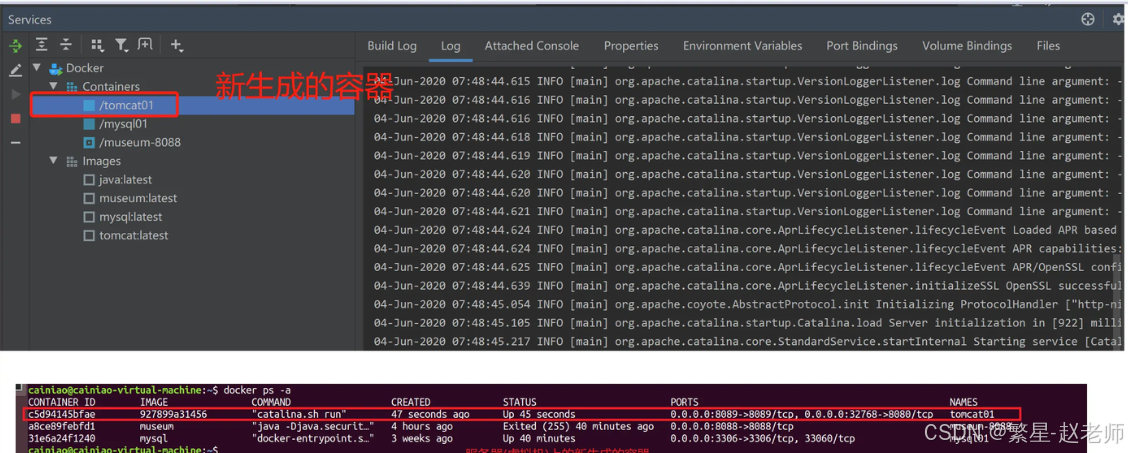 Services
Build Log Log Attached Console Properties Environment Variables Port Bindings Volume Bindings Files
Docker
Containers
/tomcat01
/mysql01
/museum-8088
Images
java:latest
museum:latest
mysql:latest
tomcat:latest
新生成的容器
04-Jun-2020 07:48:44.615 INFO [main] org.apache.catalina.startup.VersionLoggerListener.log Command line argument: -
04-Jun-2020 07:48:44.616 INFO [main] org.apache.catalina.startup.VersionLoggerListener.log Command line argument: -
04-Jun-2020 07:48:44.616 INFO [main] org.apache.catalina.startup.VersionLoggerListener.log Command line argument: -
04-Jun-2020 07:48:44.618 INFO [main] org.apache.catalina.startup.VersionLoggerListener.log Command line argument: -
04-Jun-2020 07:48:44.619 INFO [main] org.apache.catalina.startup.VersionLoggerListener.log Command line argument: -
04-Jun-2020 07:48:44.620 INFO [main] org.apache.catalina.startup.VersionLoggerListener.log Command line argument: -
04-Jun-2020 07:48:44.620 INFO [main] org.apache.catalina.startup.VersionLoggerListener.log Command line argument: -
04-Jun-2020 07:48:44.621 INFO [main] org.apache.catalina.startup.VersionLoggerListener.log Command line argument: -
04-Jun-2020 07:48:44.624 INFO [main] org.apache.catalina.core.AprLifecycleListener.lifecycleEvent Loaded APR based
04-Jun-2020 07:48:44.624 INFO [main] org.apache.catalina.core.AprLifecycleListener.lifecycleEvent APR capabilities:
04-Jun-2020 07:48:44.625 INFO [main] org.apache.catalina.core.AprLifecycleListener.lifecycleEvent APR/OpenSSL confi
04-Jun-2020 07:48:44.639 INFO [main] org.apache.catalina.core.AprLifecycleListener.initializeSSL OpenSSL successful
04-Jun-2020 07:48:45.054 INFO [main] org.apache.coyote.AbstractProtocol.init Initializing ProtocolHandler ["http-ni
04-Jun-2020 07:48:45.105 INFO [main] org.apache.catalina.startup.Catalina.load Server initialization in [922] milli
04-Jun-2020 07:48:45.217 INFO [main] org.apache.catalina.core.StandardService.startInternal Starting service [Catal
cainiao@cainiao-virtual-machine:~$ docker ps -a
CONTAINER ID IMAGE COMMAND CREATED STATUS PORTS NAMES
c5d94145bfae 927899a31456 "catalina.sh run" 47 seconds ago Up 45 seconds 0.0.0.0:8089->8089/tcp, 0.0.0.0:32768->8080/tcp tomcat01
a8ce89febfd1 museum "java -Djava.securit…" 4 hours ago Exited (255) 40 minutes ago 0.0.0.0:8088->8088/tcp museum-8088
31e6a24f1240 mysql "docker-entrypoint.s…" 3 weeks ago Up 40 minutes 0.0.0.0:3306->3306/tcp, 33060/tcp mysql01
cainiao@cainiao-virtual-machine:~$
服务器(虚拟机)上的新生成的容器
CSDN @繁星-赵老师